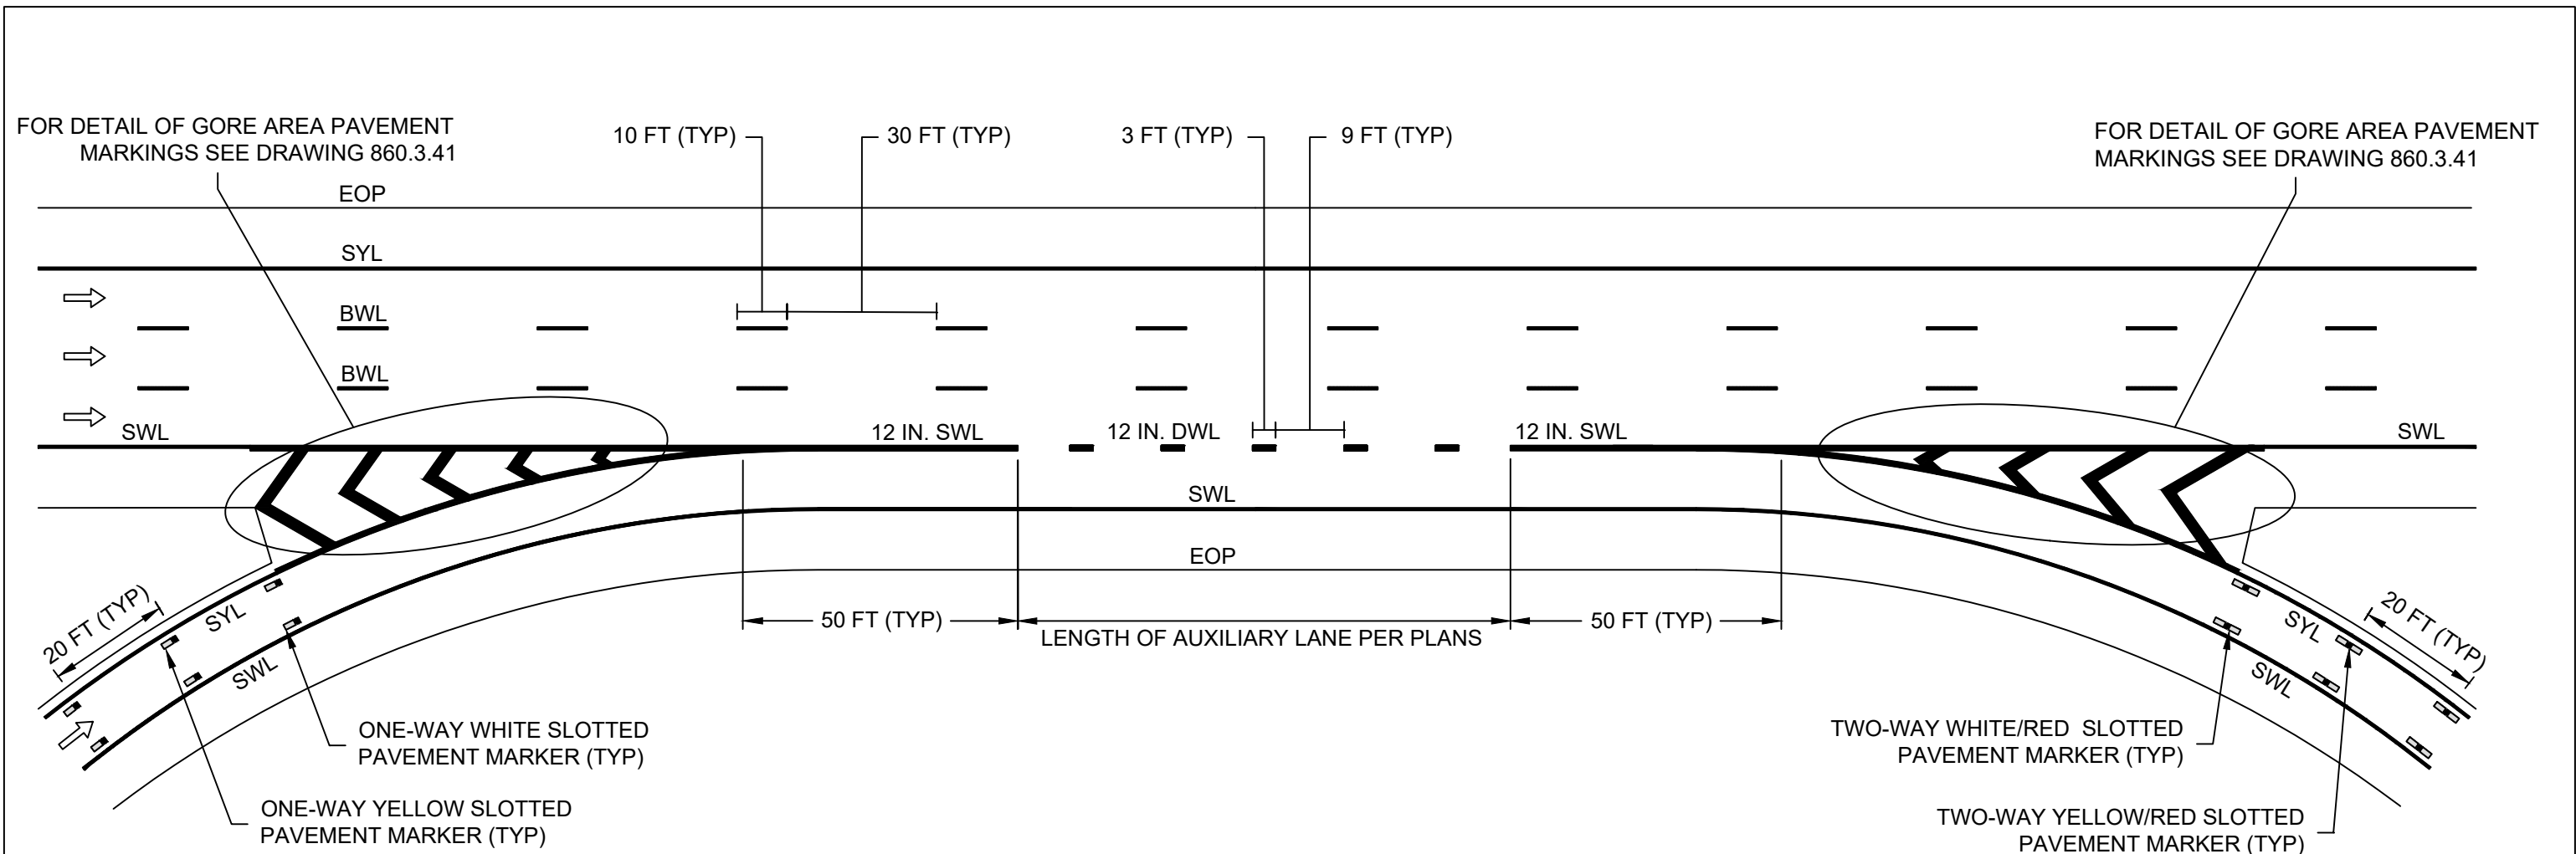 FOR DETAIL OF GORE AREA PAVEMENT
MARKINGS SEE DRAWING 860.3.41
10 FT (TYP)
30 FT (TYP)
3 FT (TYP)
9 FT (TYP)
FOR DETAIL OF GORE AREA PAVEMENT
MARKINGS SEE DRAWING 860.3.41
EOP
SYL
BWL
BWL
SWL
12 IN. SWL
12 IN. DWL
12 IN. SWL
SWL
SWL
EOP
20 FT (TYP)
SYL
SWL
50 FT (TYP)
LENGTH OF AUXILIARY LANE PER PLANS
50 FT (TYP)
SYL
20 FT (TYP)
SWL
ONE-WAY WHITE SLOTTED
PAVEMENT MARKER (TYP)
ONE-WAY YELLOW SLOTTED
PAVEMENT MARKER (TYP)
TWO-WAY WHITE/RED SLOTTED
PAVEMENT MARKER (TYP)
TWO-WAY YELLOW/RED SLOTTED
PAVEMENT MARKER (TYP)